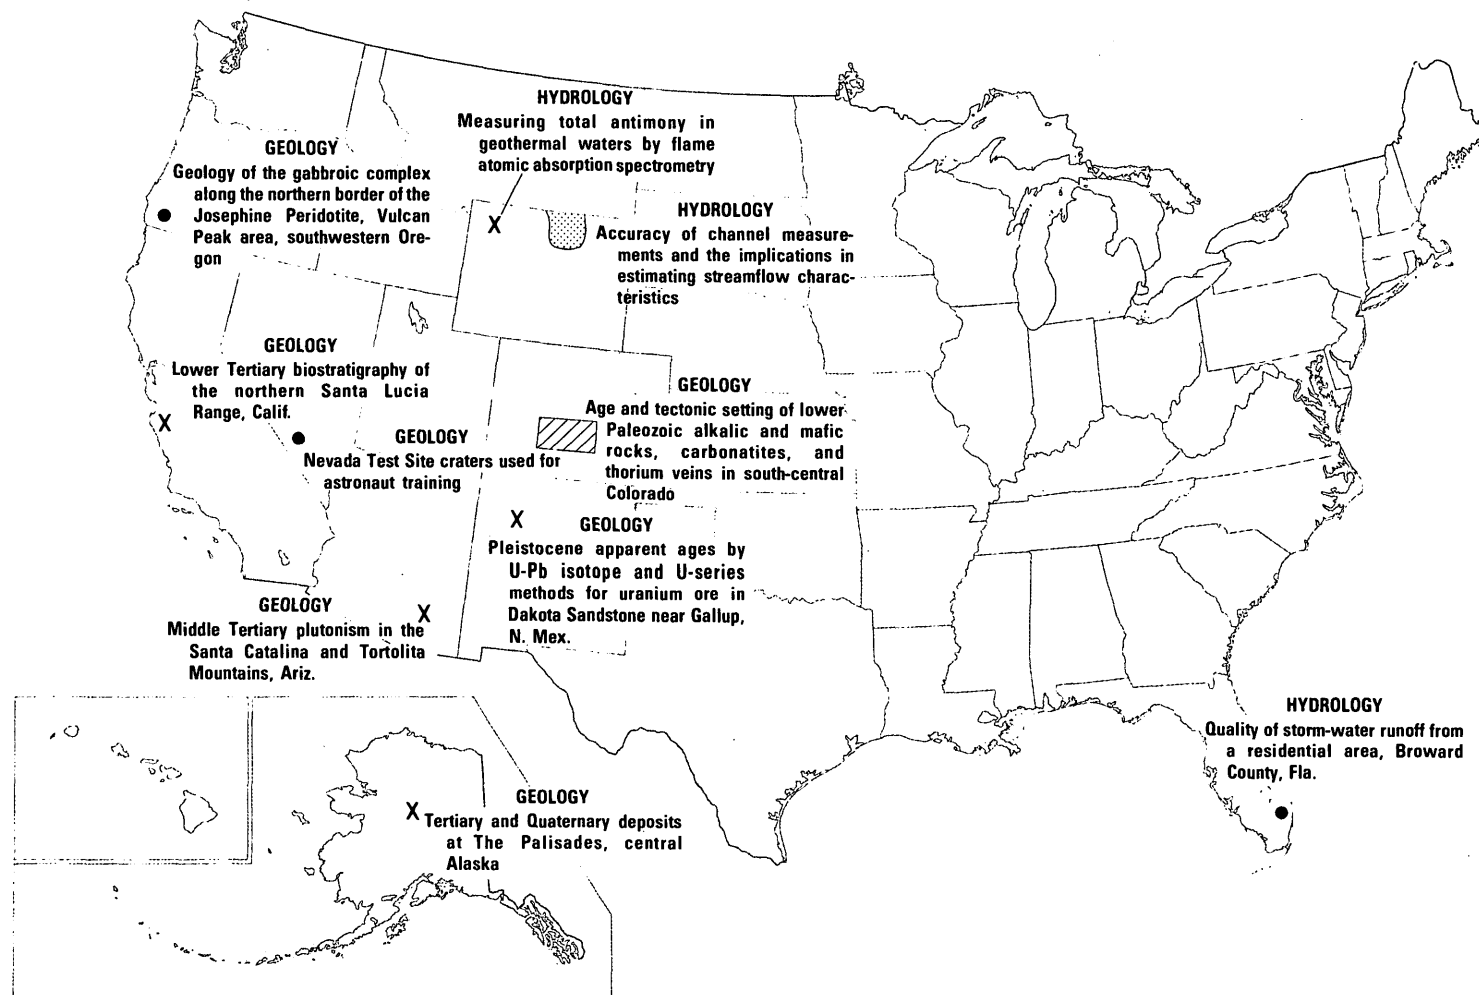 HYDROLOGY
Measuring total antimony in
geothermal waters by flame
atomic absorption spectrometry
GEOLOGY
Geology of the gabbroic complex
along the northern border of the
Josephine Peridotite, Vulcan
Peak area, southwestern Ore-
gon
X
HYDROLOGY
Accuracy of channel measure-
ments and the implications in
estimating streamflow charac-
teristics
GEOLOGY
Lower Tertiary biostratigraphy of
the northern Santa Lucia
Range, Calif.
X
GEOLOGY
Age and tectonic setting of lower
Paleozoic alkalic and mafic
rocks, carbonatites, and
thorium veins in south-central
Colorado
GEOLOGY
Nevada Test Site craters used for
astronaut training
X
GEOLOGY
Pleistocene apparent ages by
U-Pb isotope and U-series
methods for uranium ore in
Dakota Sandstone near Gallup,
N. Mex.
GEOLOGY
X
Middle Tertiary plutonism in the
Santa Catalina and Tortolita
Mountains, Ariz.
HYDROLOGY
Quality of storm-water runoff from
a residential area, Broward
County, Fla.
GEOLOGY
X
Tertiary and Quaternary deposits
at The Palisades, central
Alaska